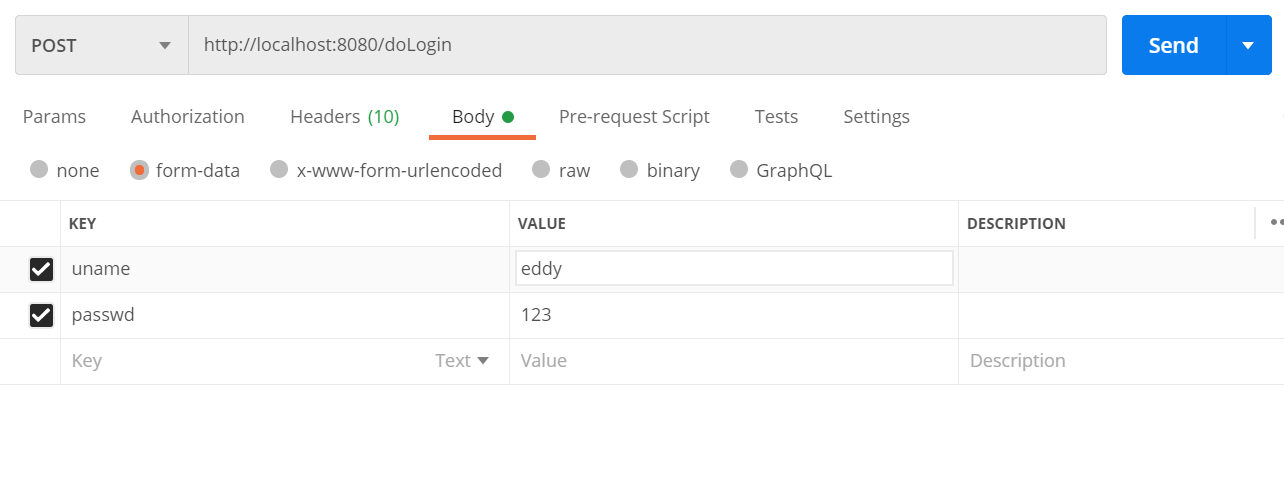 POST http://localhost:8080/doLogin Send
Params Authorization Headers (10) Body Pre-request Script Tests Settings
none form-data x-www-form-urlencoded raw binary GraphQL
KEY VALUE DESCRIPTION
uname eddy
passwd 123
Key Text Value Description